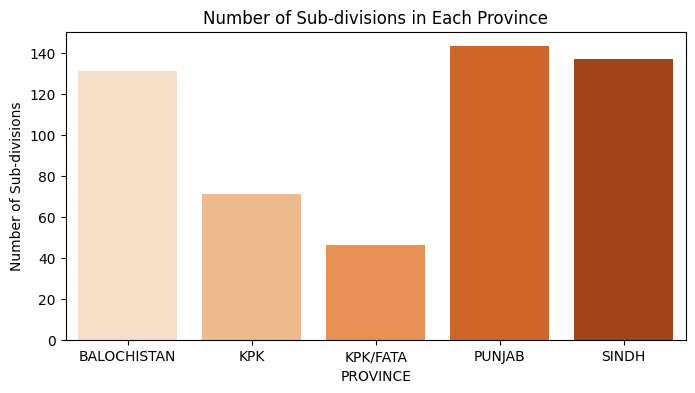 Number of Sub-divisions in Each Province
Number of Sub-divisions
140
120
100
80
60
40
20
0
BALOCHISTAN KPK KPK/FATA PUNJAB SINDH
PROVINCE